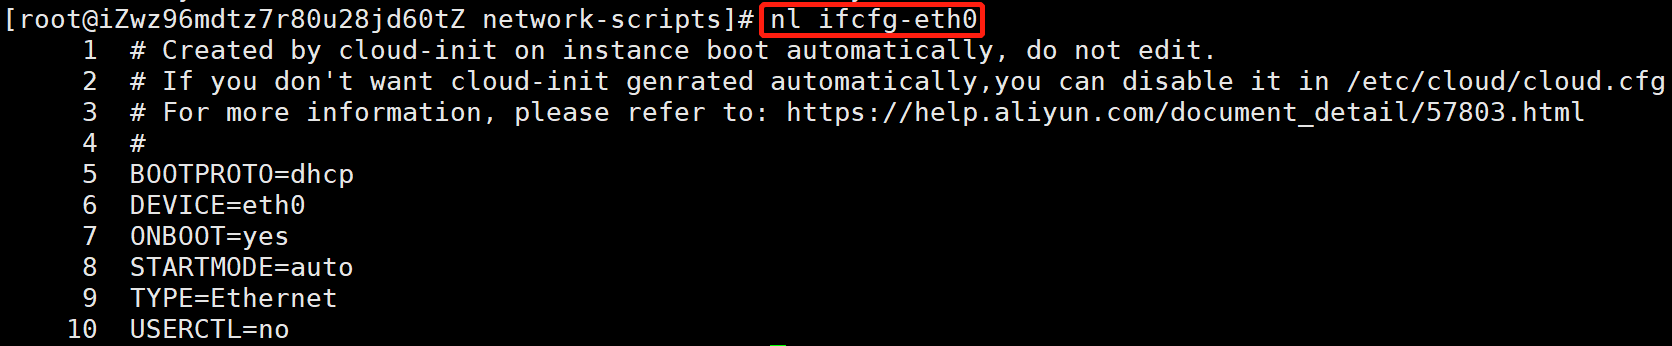 [root@iZwz96mdtz7r80u28jd60tZ network-scripts]# nl ifcfg-eth0
1 # Created by cloud-init on instance boot automatically, do not edit.
2 # If you don't want cloud-init genrated automatically,you can disable it in /etc/cloud/cloud.cfg
3 # For more information, please refer to: https://help.aliyun.com/document_detail/57803.html
4 #
5 BOOTPROTO=dhcp
6 DEVICE=eth0
7 ONBOOT=yes
8 STARTMODE=auto
9 TYPE=Ethernet
10 USERCTL=no